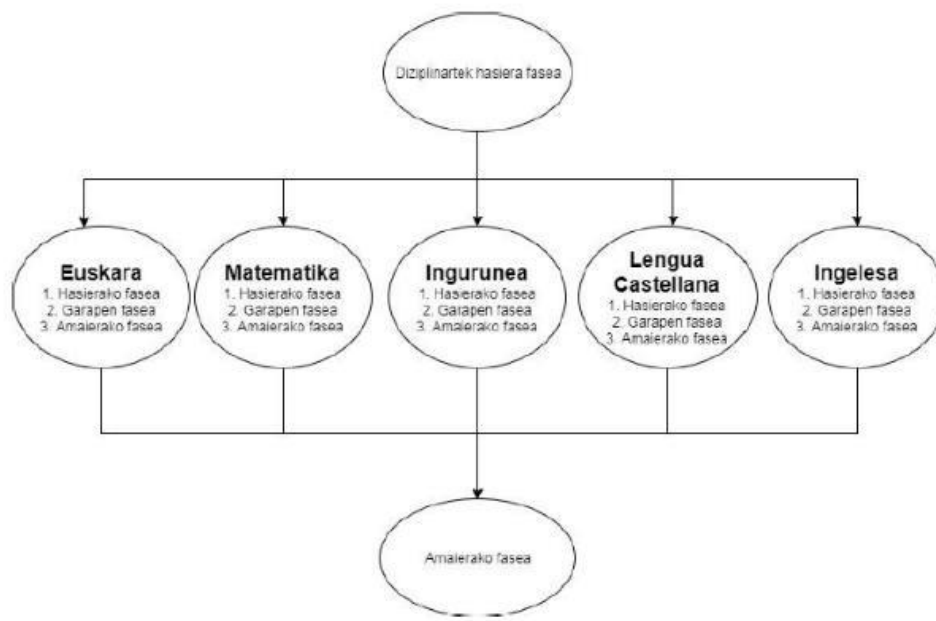 Diziplinartek hasiera fasea
Euskara
1. Hasierako fasea
2. Garapen fasea
3. Amaierako fasea
Matematika
1. Hasierako fasea
2. Garapen fasea
3. Amaierako fasea
Ingurunea
1. Hasierako fasea
2. Garapen fasea
3. Amaierako fasea
Lengua
Castellana
1. Hasierako fasea
2. Garapen fasea
3. Amaierako fasea
Ingelesa
1. Hasierako fasea
2. Garapen fasea
3. Amaierako fasea
Amaierako fasea